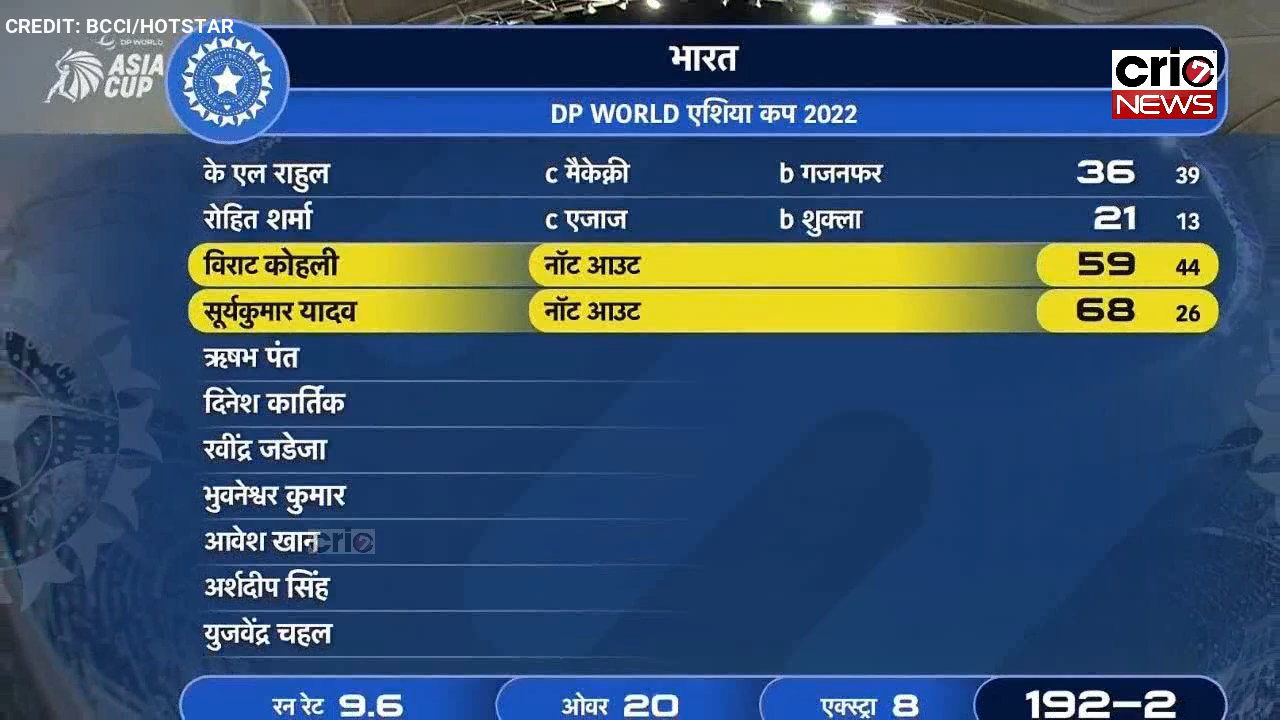 CREDIT: BCCI/HOTSTAR
DP WORLD
ASIA
CUP
भारत
cric7
NEWS
DP WORLD एशिया कप 2022
के एल राहुल c मैकेक्नी b गजनफर 36 39
रोहित शर्मा c एजाज b शुक्ला 21 13
विराट कोहली नॉट आउट 59 44
सूर्यकुमार यादव नॉट आउट 68 26
ऋषभ पंत
दिनेश कार्तिक
रवींद्र जडेजा
भुवनेश्वर कुमार
आवेश खान
अर्शदीप सिंह
युजवेंद्र चहल
रन रेट 9.6 ओवर 20 एक्स्ट्रा 8 192-2